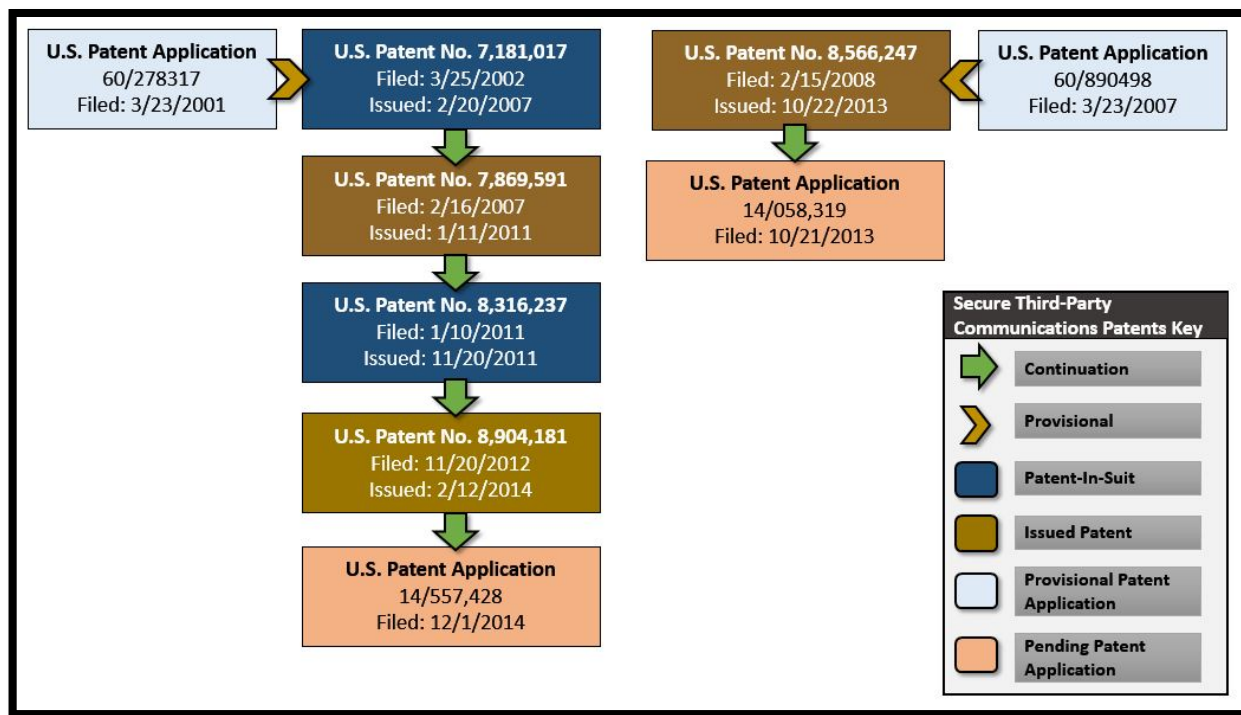 U.S. Patent Application
60/278317
Filed: 3/23/2001
U.S. Patent No. 7,181,017
Filed: 3/25/2002
Issued: 2/20/2007
U.S. Patent No. 8,566,247
Filed: 2/15/2008
Issued: 10/22/2013
U.S. Patent Application
60/890498
Filed: 3/23/2007
U.S. Patent No. 7,869,591
Filed: 2/16/2007
Issued: 1/11/2011
U.S. Patent Application
14/058,319
Filed: 10/21/2013
U.S. Patent No. 8,316,237
Filed: 1/10/2011
Issued: 11/20/2011
U.S. Patent No. 8,904,181
Filed: 11/20/2012
Issued: 2/12/2014
U.S. Patent Application
14/557,428
Filed: 12/1/2014
Secure Third-Party
Communications Patents Key
Continuation
Provisional
Patent-In-Suit
Issued Patent
Provisional Patent
Application
Pending Patent
Application